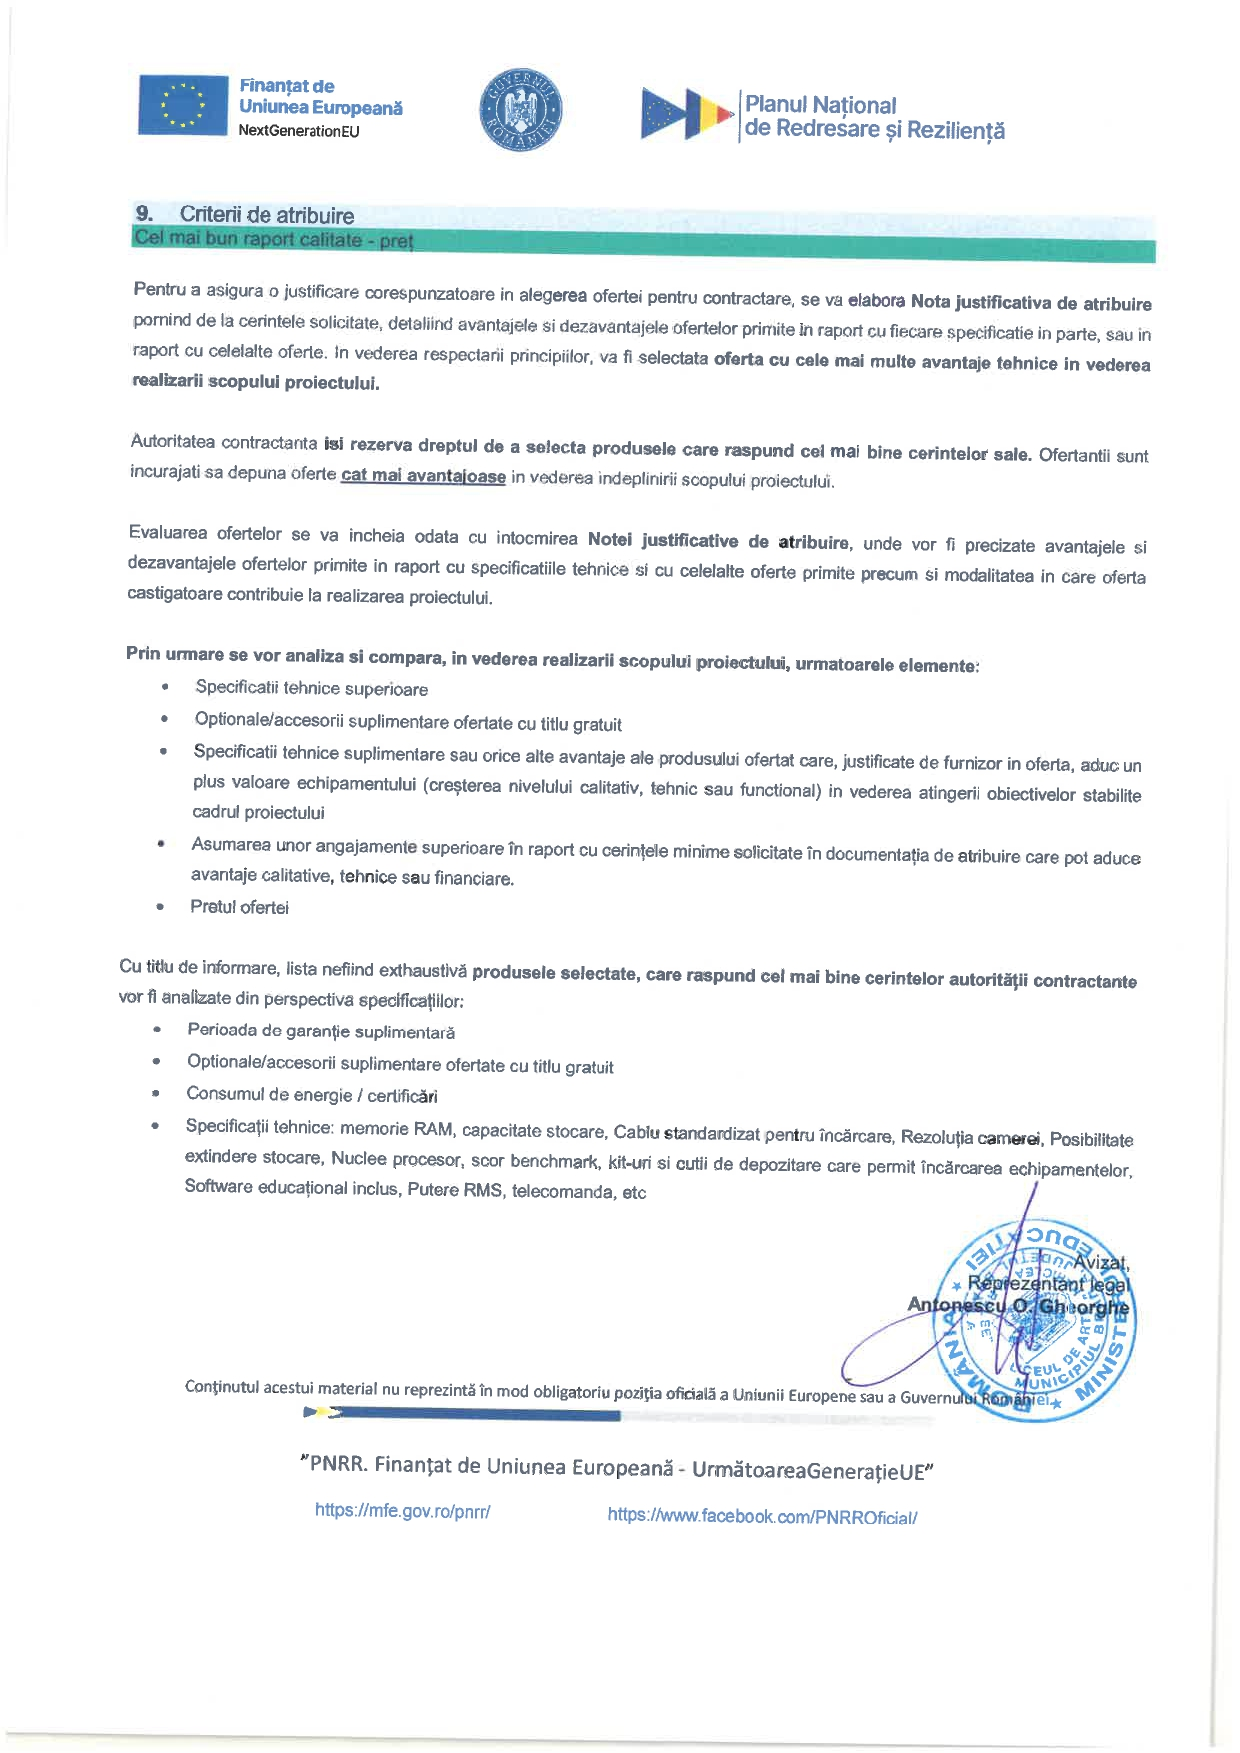 Finanțat de
Uniunea Europeană
NextGenerationEU
GUVERNUL ROMÂNIEI
Planul Național
de Redresare și Reziliență
9. Criterii de atribuire
Cel mai bun raport calitate - preț
Pentru a asigura o justificare corespunzatoare in alegerea ofertei pentru contractare, se va elabora Nota justificativa de atribuire
pornind de la cerintele solicitate, detaliind avantajele si dezavantajele ofertelor primite in raport cu fiecare specificatie in parte, sau in
raport cu celelalte oferte. In vederea respectarii principiilor, va fi selectata oferta cu cele mai multe avantaje tehnice in vederea
realizarii scopului proiectului.
Autoritatea contractanta isi rezerva dreptul de a selecta produsele care raspund cel mai bine cerintelor sale. Ofertantii sunt
incurajati sa depuna oferte cat mai avantajoase in vederea indeplinirii scopului proiectului.
Evaluarea ofertelor se va incheia odata cu intocmirea Notei justificative de atribuire, unde vor fi precizate avantajele si
dezavantajele ofertelor primite in raport cu specificatiile tehnice si cu celelalte oferte primite precum si modalitatea in care oferta
castigatoare contribuie la realizarea proiectului.
Prin urmare se vor analiza si compara, in vederea realizarii scopului proiectului, urmatoarele elemente:
• Specificatii tehnice superioare
• Optionale/accesorii suplimentare ofertate cu titlu gratuit
• Specificatii tehnice suplimentare sau orice alte avantaje ale produsului ofertat care, justificate de furnizor in oferta, aduc un
plus valoare echipamentului (creșterea nivelului calitativ, tehnic sau functional) in vederea atingerii obiectivelor stabilite
cadrul proiectului
• Asumarea unor angajamente superioare în raport cu cerințele minime solicitate în documentația de atribuire care pot aduce
avantaje calitative, tehnice sau financiare.
• Pretul ofertei
Cu titlu de informare, lista nefiind exthaustivă produsele selectate, care raspund cel mai bine cerintelor autorității contractante
vor fi analizate din perspectiva specificațiilor:
• Perioada de garanție suplimentară
• Optionale/accesorii suplimentare ofertate cu titlu gratuit
• Consumul de energie / certificări
• Specificații tehnice: memorie RAM, capacitate stocare, Cablu standardizat pentru încărcare, Rezoluția camerei, Posibilitate
extindere stocare, Nuclee procesor, scor benchmark, kit-uri si cutii de depozitare care permit încărcarea echipamentelor,
Software educațional inclus, Putere RMS, telecomanda, etc
Avizat,
Reprezentant legal
Antonescu O. Gheorghe
Conținutul acestui material nu reprezintă în mod obligatoriu poziția oficială a Uniunii Europene sau a Guvernului României
”PNRR. Finanțat de Uniunea Europeană - UrmătoareaGenerațieUE”
https://mfe.gov.ro/pnrr/ https://www.facebook.com/PNRROficial/